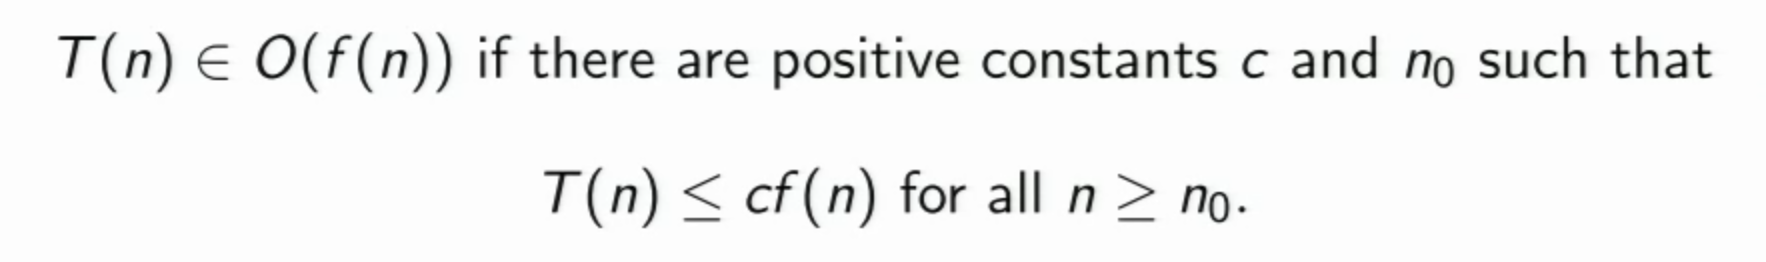 T(n) ∈ O(f(n)) if there are positive constants c and n₀ such that
T(n) ≤ cf(n) for all n ≥ n₀.